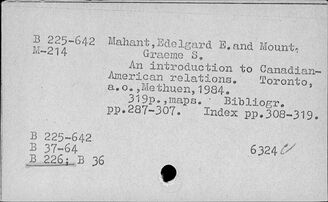 B 225-642 Mahant,Edelgard E.and Mount,
M-214 Graeme S.
An introduction to Canadian-
American relations. Toronto,
a.o.,Methuen,1984.
319p.,maps. Bibliogr.
pp.287-307. Index pp.308-319.
B 225-642
B 37-64 6324
B 226; B 36